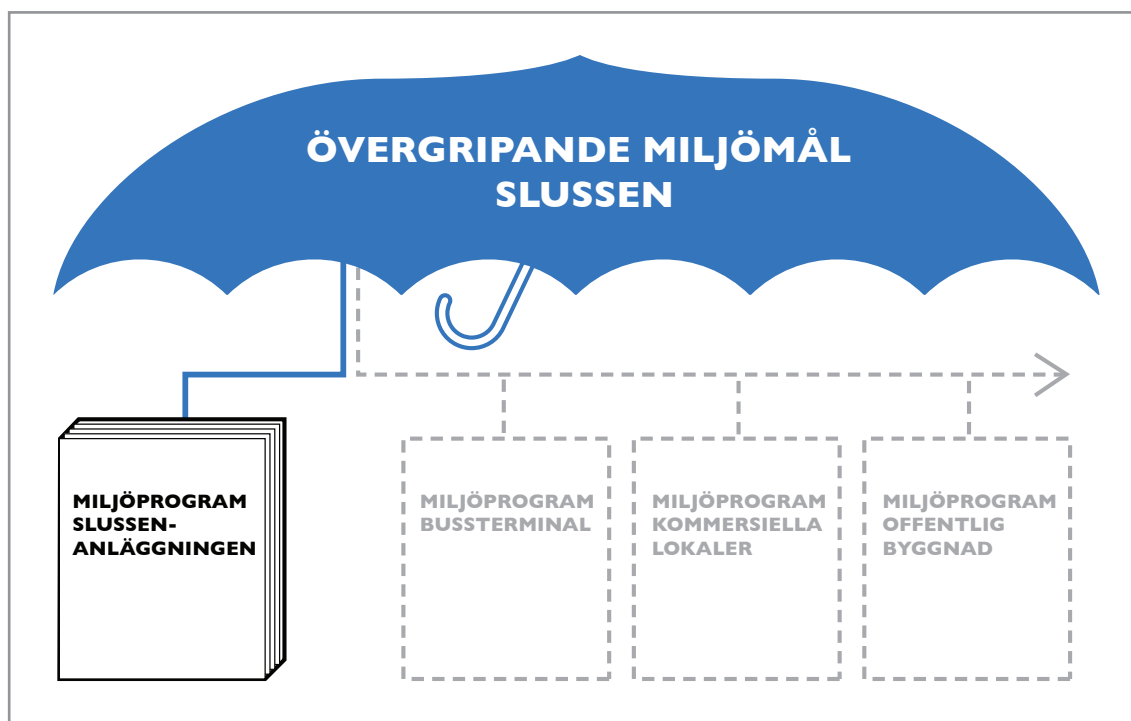 ÖVERGRIPANDE MILJÖMÅL
SLUSSEN
MILJÖPROGRAM
SLUSSEN-
ANLÄGGNINGEN
MILJÖPROGRAM
BUSSTERMINAL
MILJÖPROGRAM
KOMMERSIELLA
LOKALER
MILJÖPROGRAM
OFFENTLIG
BYGGNAD